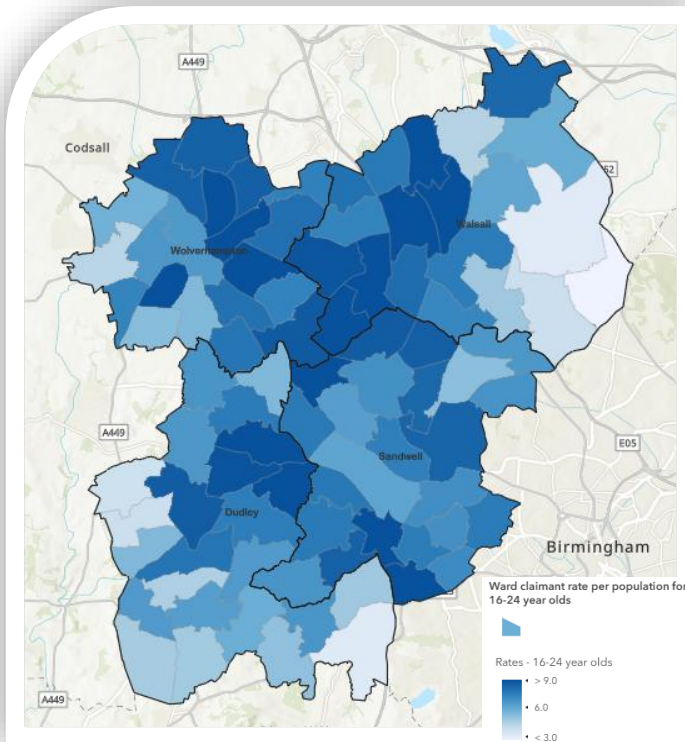 A449
Codsall
52
Walsall
Wolverhampton
A449
E05
Sandwell
Dudley
Birmingham
Ward claimant rate per population for
16-24 year olds
Rates - 16-24 year olds
> 9.0
6.0
< 3.0
A449